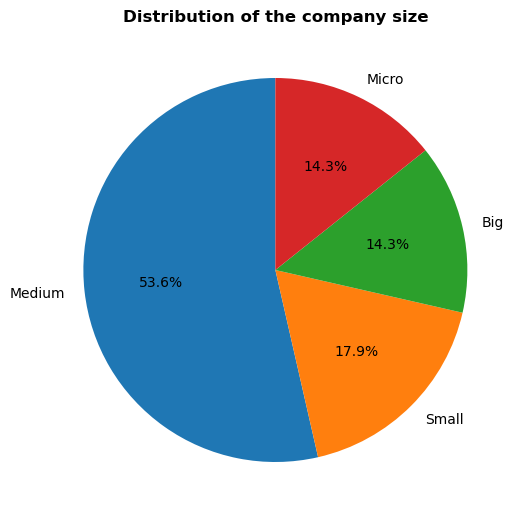 Distribution of the company size
Micro
14.3%
Big
14.3%
53.6%
Medium
17.9%
Small